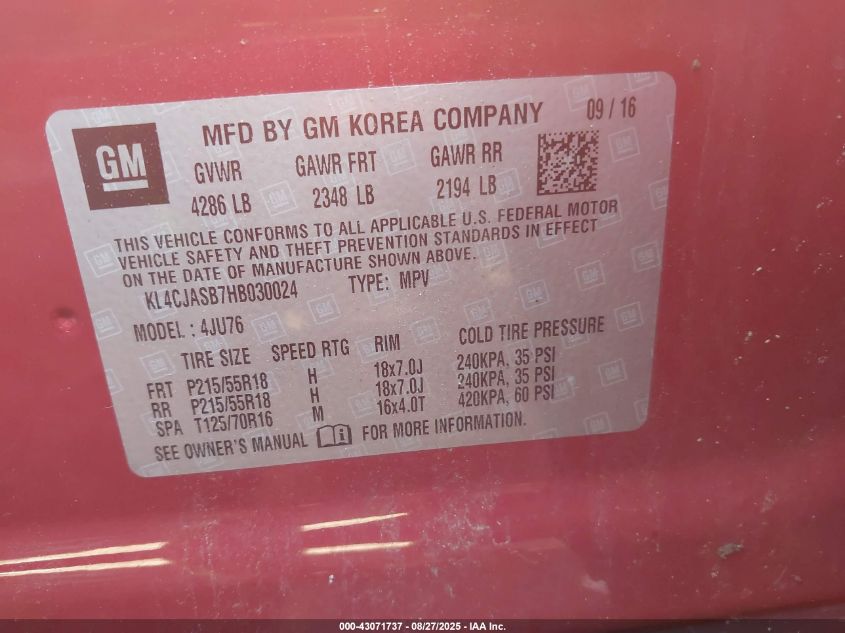 GM
MFD BY GM KOREA COMPANY 09 / 16
GVWR GAWR FRT GAWR RR
4286 LB 2348 LB 2194 LB
THIS VEHICLE CONFORMS TO ALL APPLICABLE U.S. FEDERAL MOTOR
VEHICLE SAFETY AND THEFT PREVENTION STANDARDS IN EFFECT
ON THE DATE OF MANUFACTURE SHOWN ABOVE.
KL4CJASB7HB030024 TYPE: MPV
MODEL : 4JU76
TIRE SIZE SPEED RTG RIM COLD TIRE PRESSURE
FRT P215/55R18 H 18x7.0J 240KPA, 35 PSI
RR P215/55R18 H 18x7.0J 240KPA, 35 PSI
SPA T125/70R16 M 16x4.0T 420KPA, 60 PSI
SEE OWNER'S MANUAL i FOR MORE INFORMATION.
000-43071737 - 08/27/2025 - IAA Inc.